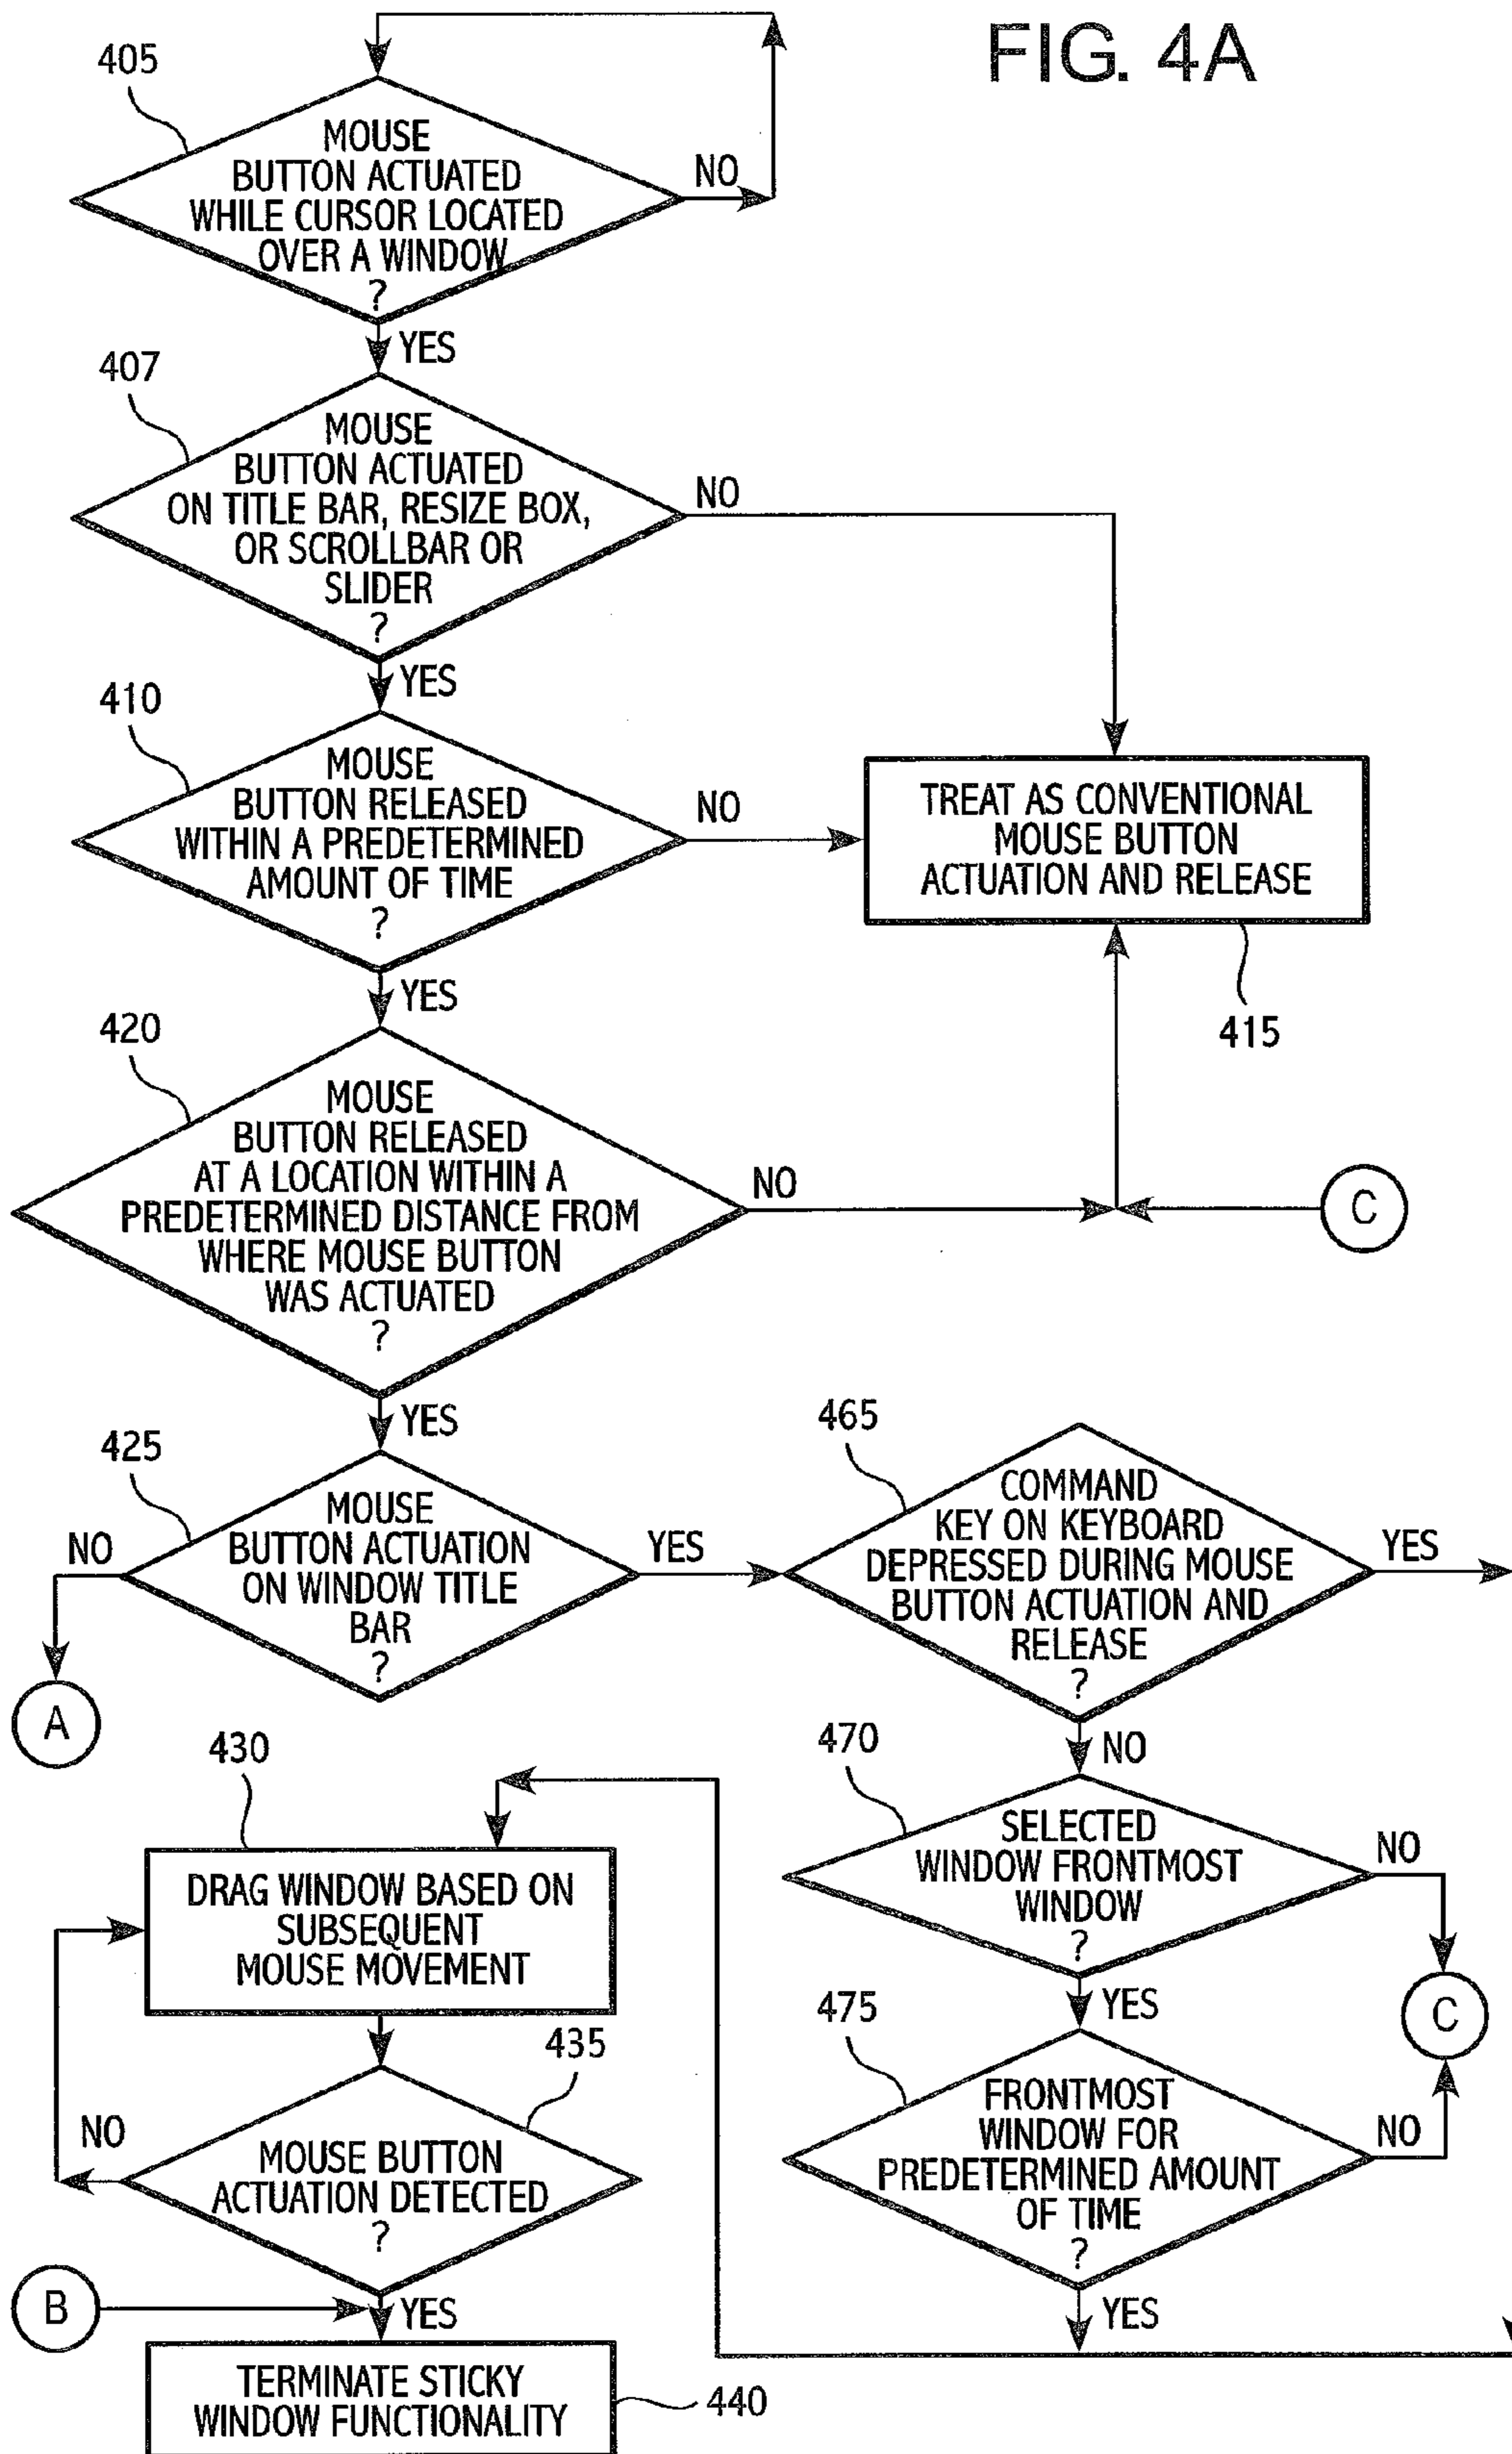 FIG. 4A
405
MOUSE
BUTTON ACTUATED
WHILE CURSOR LOCATED
OVER A WINDOW
?
NO
YES
407
MOUSE
BUTTON ACTUATED
ON TITLE BAR, RESIZE BOX,
OR SCROLLBAR OR
SLIDER
?
NO
YES
410
MOUSE
BUTTON RELEASED
WITHIN A PREDETERMINED
AMOUNT OF TIME
?
NO
TREAT AS CONVENTIONAL
MOUSE BUTTON
ACTUATION AND RELEASE
415
YES
420
MOUSE
BUTTON RELEASED
AT A LOCATION WITHIN A
PREDETERMINED DISTANCE FROM
WHERE MOUSE BUTTON
WAS ACTUATED
?
NO
C
YES
425
MOUSE
BUTTON ACTUATION
ON WINDOW TITLE
BAR
?
NO
A
YES
465
COMMAND
KEY ON KEYBOARD
DEPRESSED DURING MOUSE
BUTTON ACTUATION AND
RELEASE
?
YES
NO
470
SELECTED
WINDOW FRONTMOST
WINDOW
?
NO
C
YES
475
FRONTMOST
WINDOW FOR
PREDETERMINED AMOUNT
OF TIME
?
NO
YES
430
DRAG WINDOW BASED ON
SUBSEQUENT
MOUSE MOVEMENT
435
MOUSE BUTTON
ACTUATION DETECTED
?
NO
B
YES
TERMINATE STICKY
WINDOW FUNCTIONALITY
440